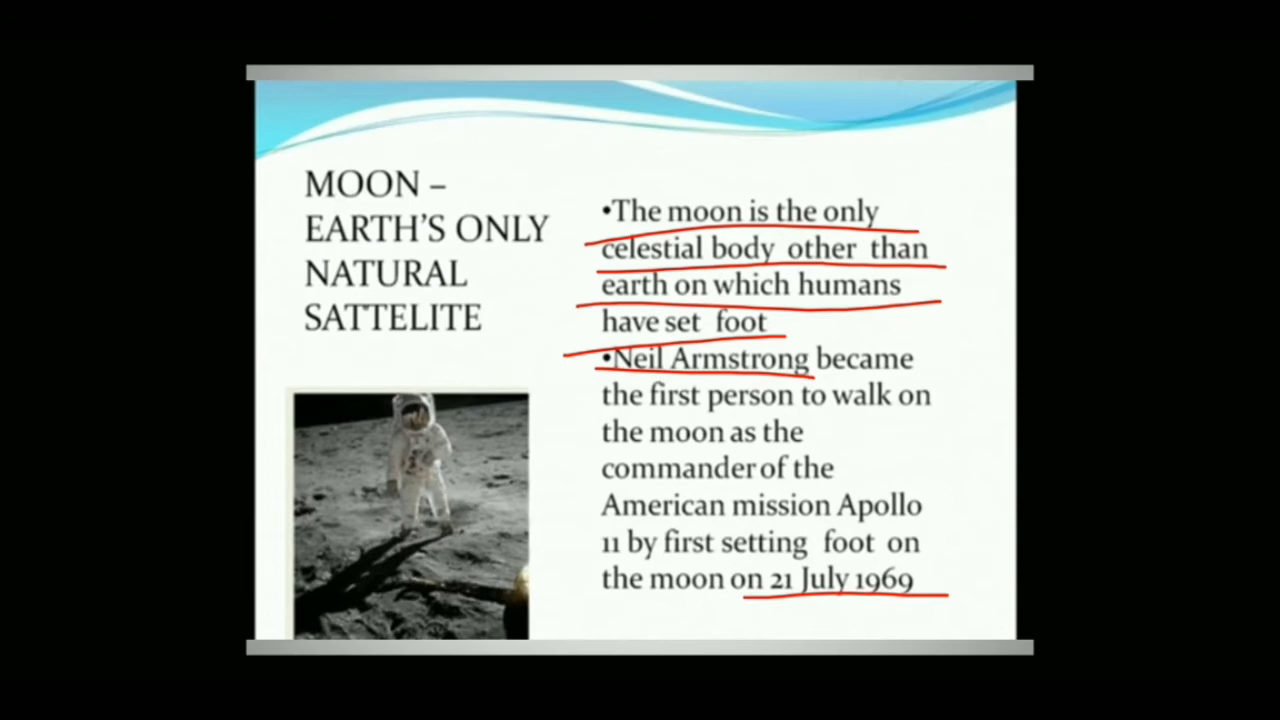 MOON –
EARTH'S ONLY
NATURAL
SATTELITE
•The moon is the only
celestial body other than
earth on which humans
have set foot
•Neil Armstrong became
the first person to walk on
the moon as the
commander of the
American mission Apollo
11 by first setting foot on
the moon on 21 July 1969